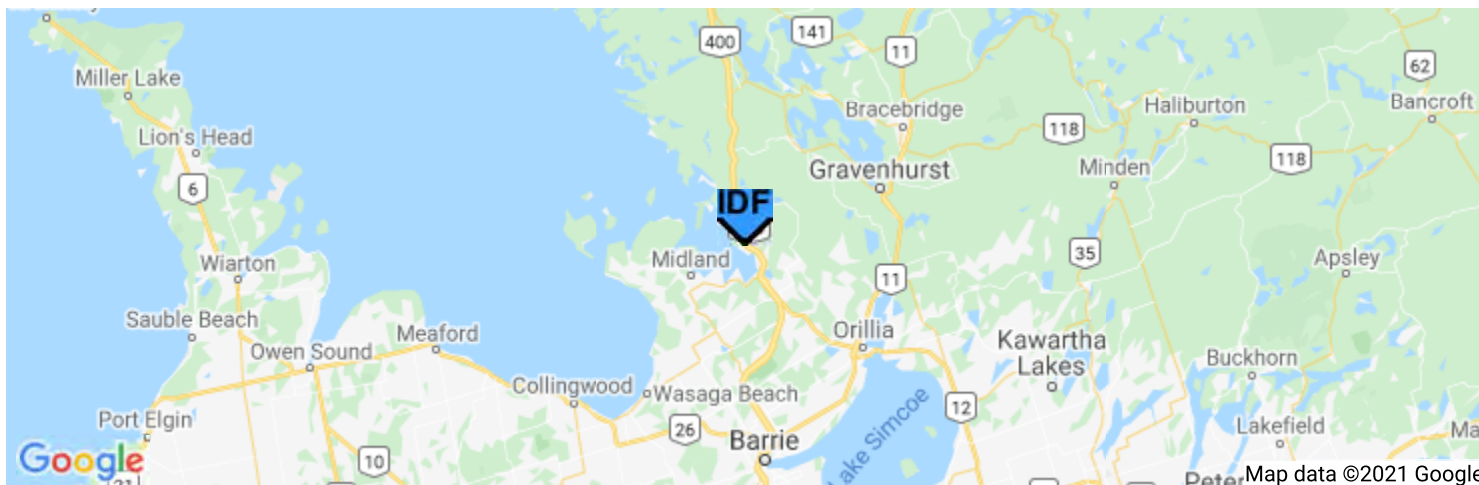 400
141
11
62
Miller Lake
Bracebridge
Haliburton
Bancroft
118
Lion's Head
118
Gravenhurst
Minden
6
IDF
Midland
35
Wiarton
Apsley
11
Sauble Beach
Meaford
Orillia
Kawartha
Lakes
Owen Sound
Buckhorn
Collingwood
Wasaga Beach
Lake Simcoe
12
Port Elgin
26
Barrie
Lakefield
Google
10
Map data ©2021 Google